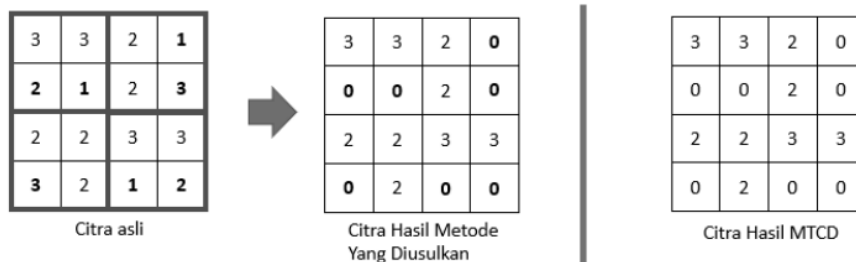 3 3 2 1
2 1 2 3
2 2 3 3
3 2 1 2
Citra asli
3 3 2 0
0 0 2 0
2 2 3 3
0 2 0 0
Citra Hasil Metode
Yang Diusulkan
3 3 2 0
0 0 2 0
2 2 3 3
0 2 0 0
Citra Hasil MTCD